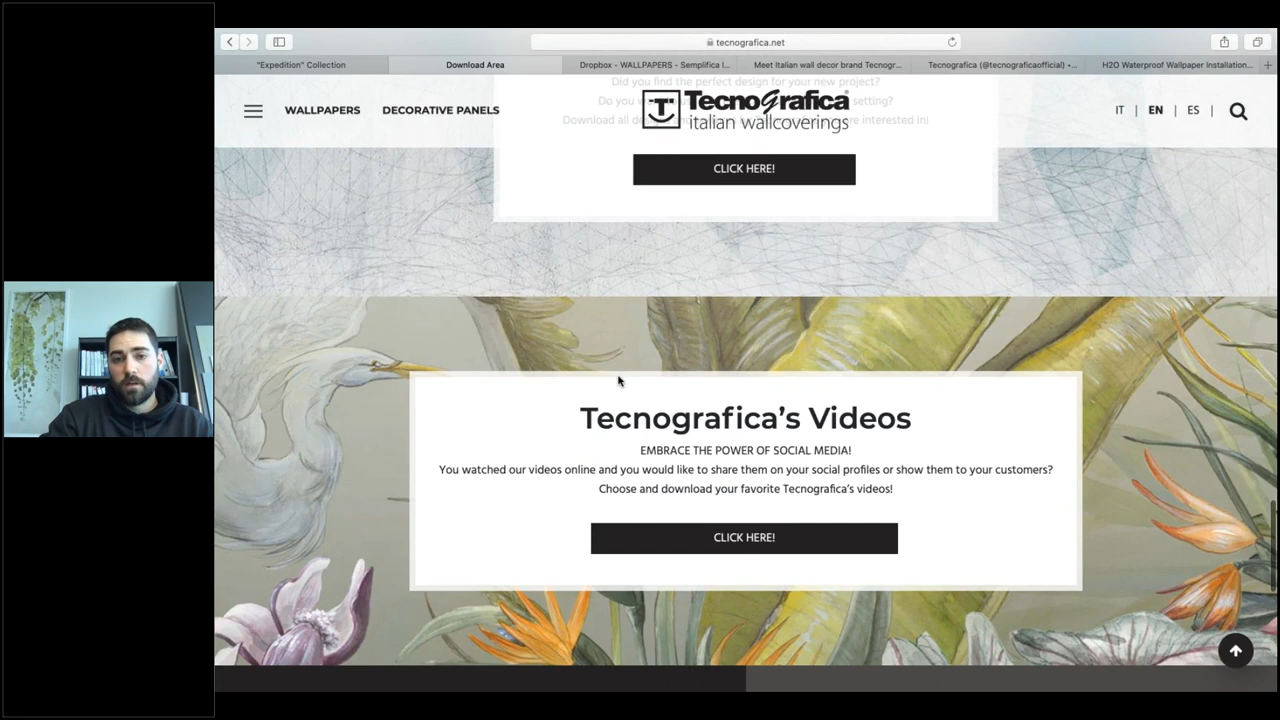 tecnografica.net
"Expedition" Collection
Download Area
Dropbox - WALLPAPERS - Semplifica l...
Meet Italian wall decor brand Tecnogr...
Tecnografica (@tecnograficaofficial) •...
H2O Waterproof Wallpaper Installation...
Did you find the perfect design for your new project?
WALLPAPERS
DECORATIVE PANELS
Tecnografica
italian wallcoverings
IT | EN | ES |
CLICK HERE!
Tecnografica's Videos
EMBRACE THE POWER OF SOCIAL MEDIA!
You watched our videos online and you would like to share them on your social profiles or show them to your customers?
Choose and download your favorite Tecnografica's videos!
CLICK HERE!